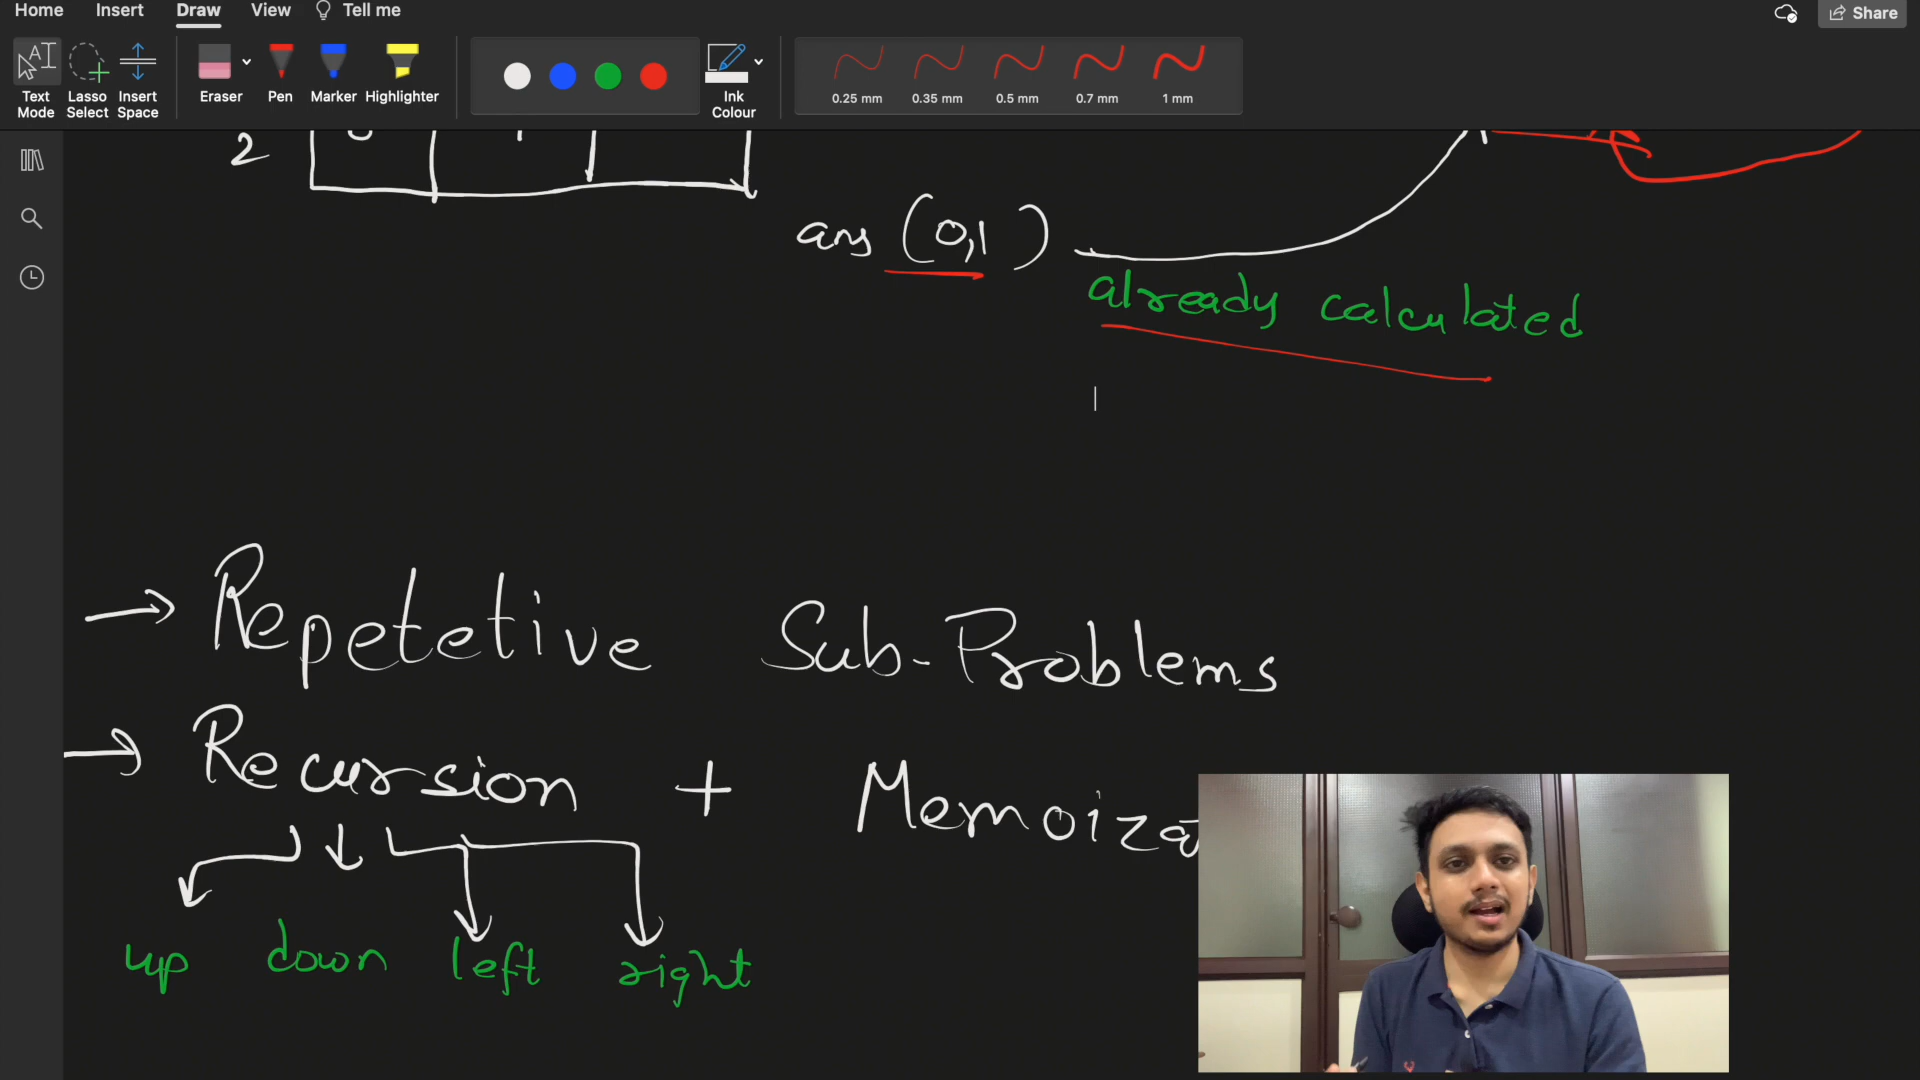 Home Insert Draw View Tell me Share
Text Mode
Lasso Select
Insert Space
Eraser
Pen
Marker
Highlighter
Ink Colour
0.25 mm 0.35 mm 0.5 mm 0.7 mm 1 mm
2
ans (0,1)
already calculated
→ Repetetive Sub-Problems
→ Recursion + Memoiza
up down left right